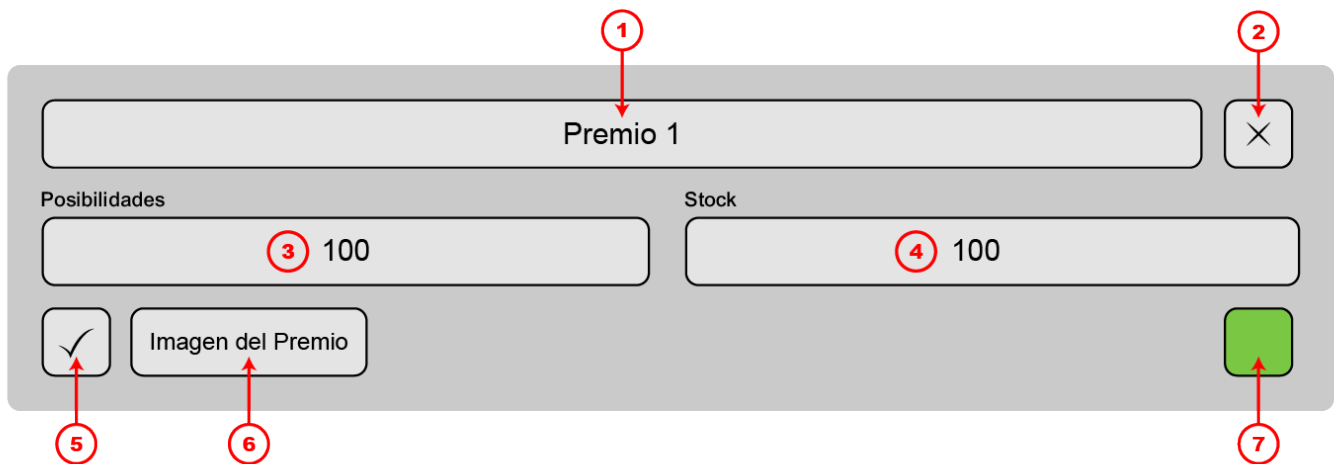 1 2
Premio 1
Posibilidades Stock
3 100 4 100
Imagen del Premio
5 6 7